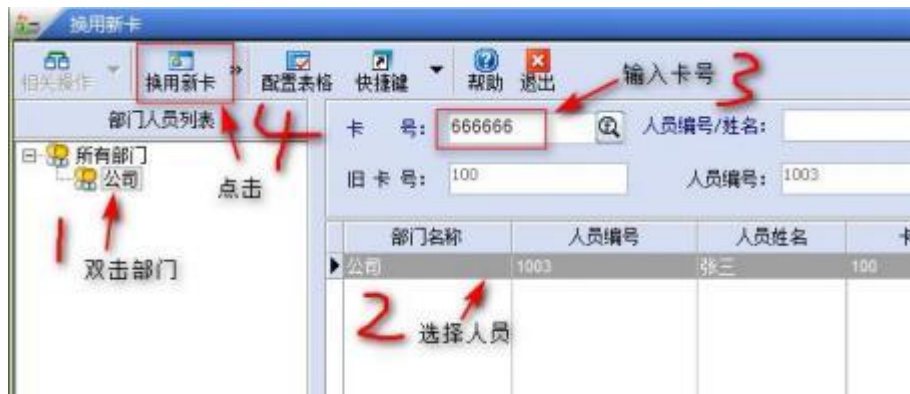 换用新卡
相关操作 换用新卡 » 配置表格 快捷键 帮助 退出 输入卡号 3
部门人员列表 4 卡 号: 666666 人员编号/姓名:
所有部门
公司 点击 旧卡号: 100 人员编号: 1003
1 双击部门
部门名称 人员编号 人员姓名
公司 1003 张三 100
2 选择人员